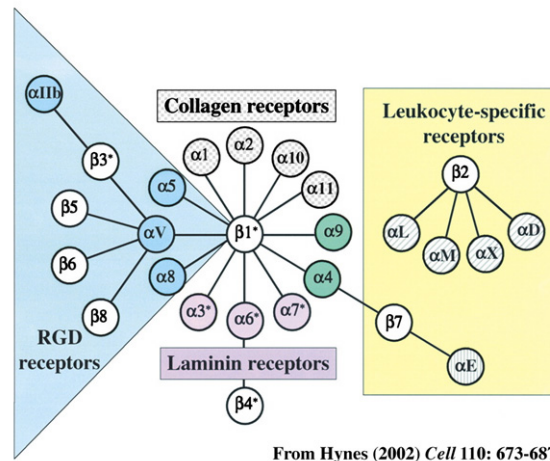 αIIb
Collagen receptors
Leukocyte-specific
receptors
β3*
α1
α2
α10
β2
α5
α11
β5
αV
β1*
α9
αL
αM
αX
αD
β6
α8
α4
β8
α3*
α6*
α7*
β7
RGD
receptors
Laminin receptors
αE
β4*
From Hynes (2002) Cell 110: 673-687